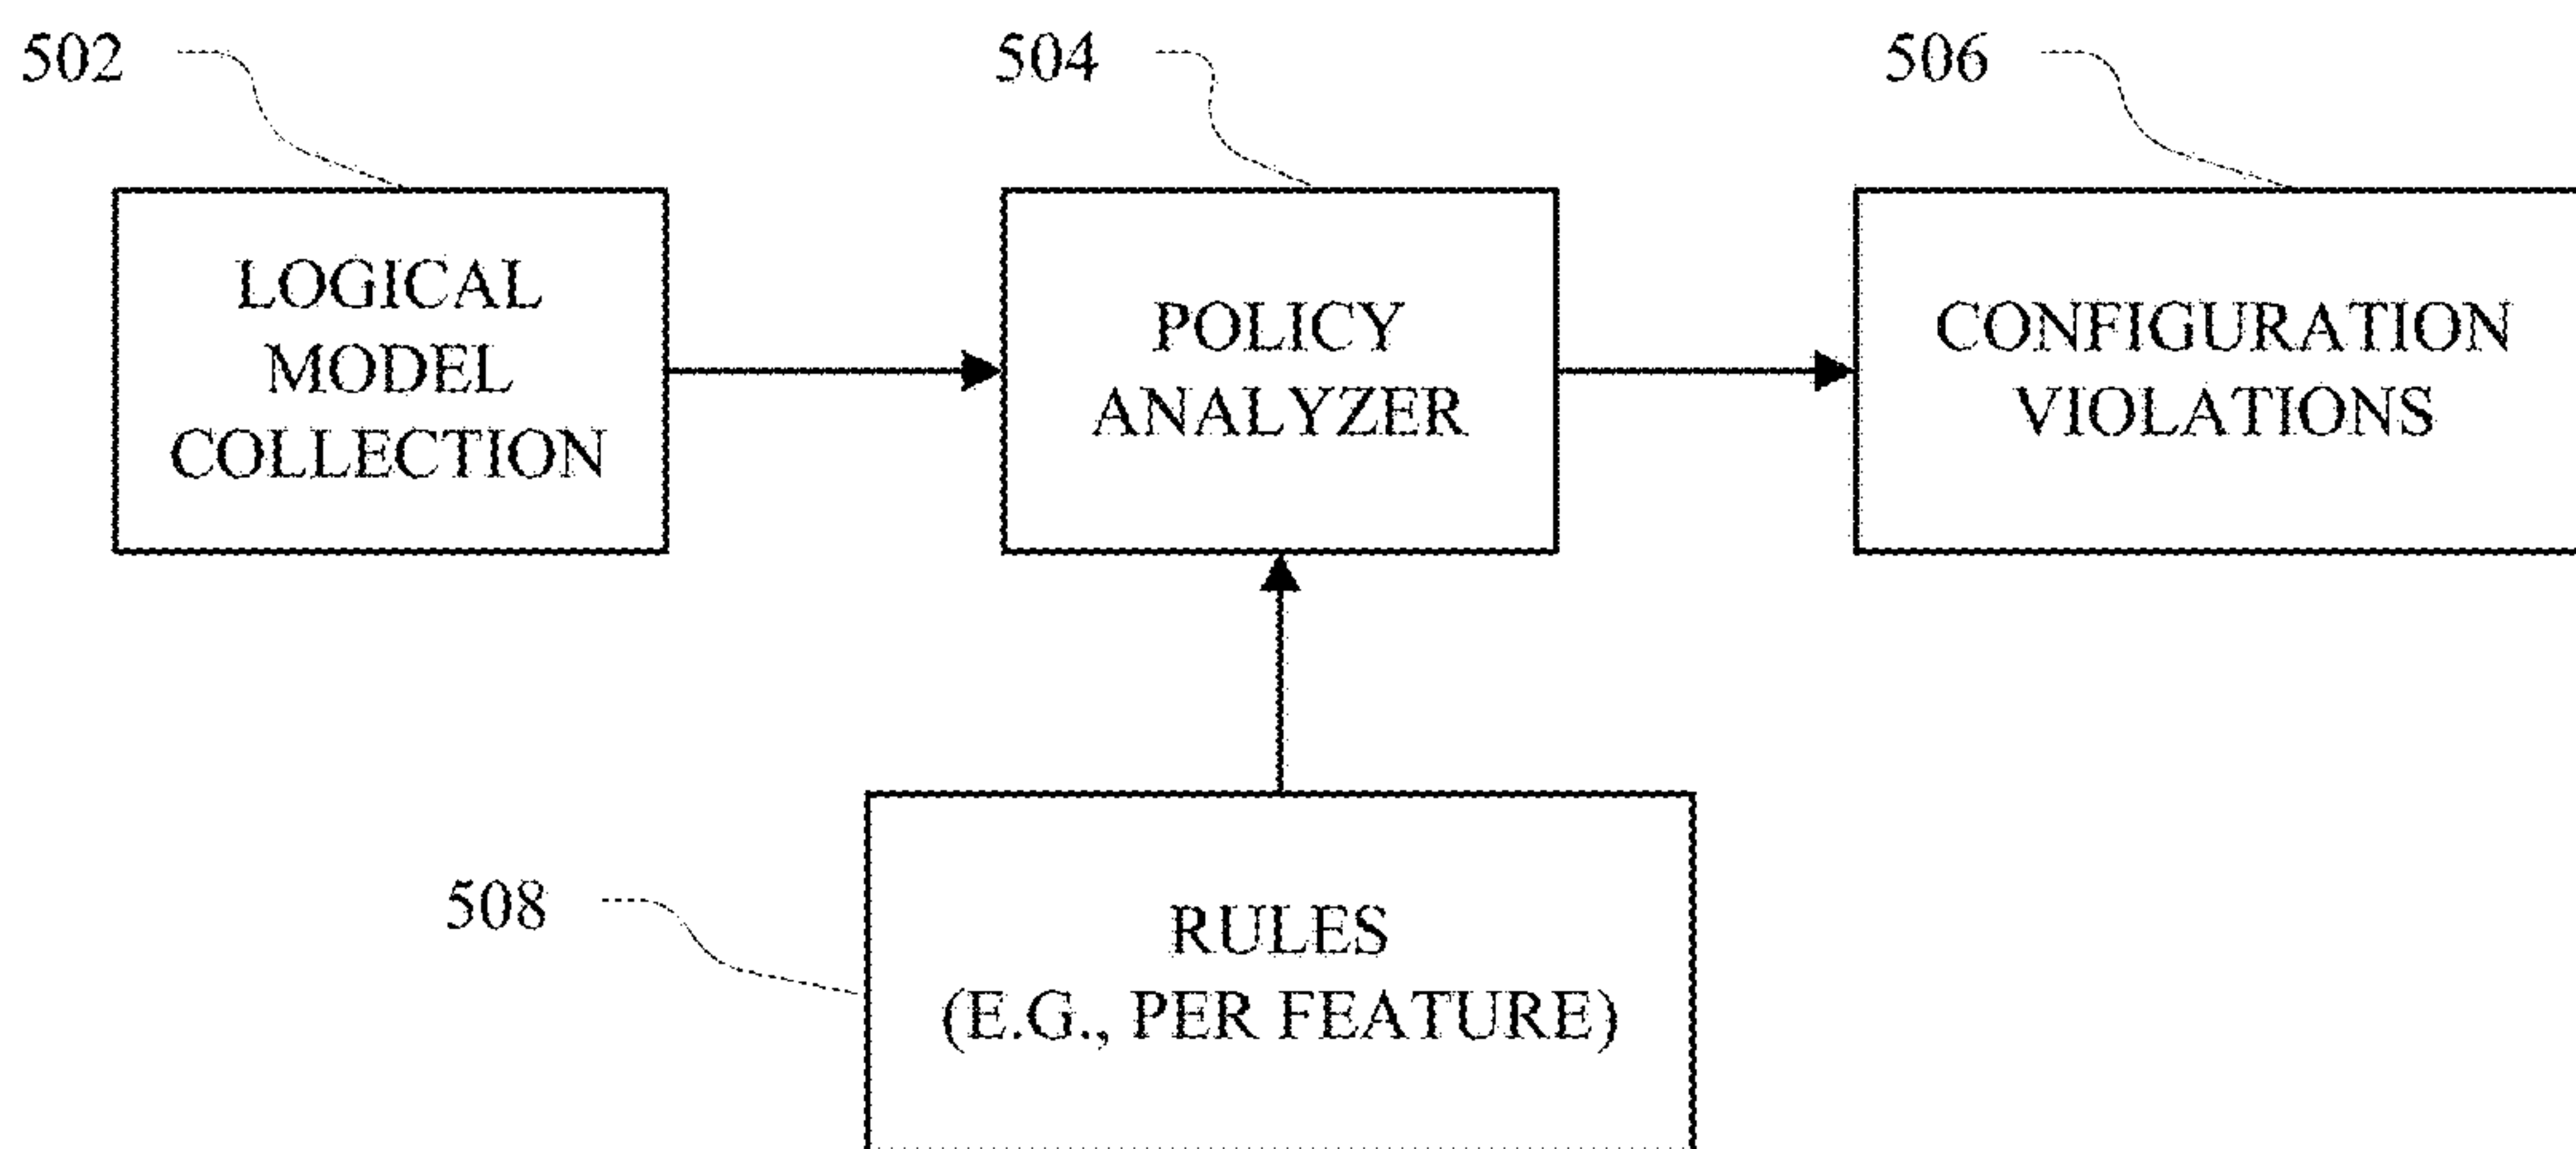 502
504
506
LOGICAL
MODEL
COLLECTION
POLICY
ANALYZER
CONFIGURATION
VIOLATIONS
508
RULES
(E.G., PER FEATURE)